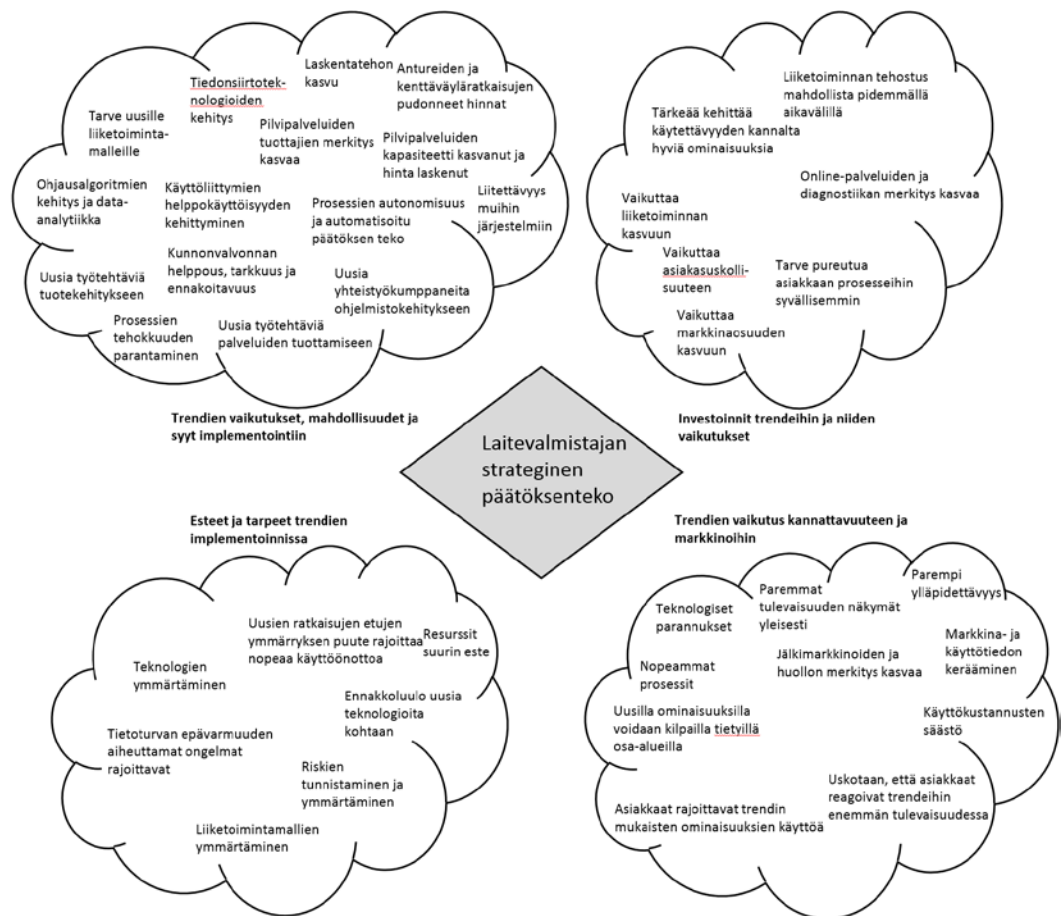 Laskentatehon
kasvu
Antureiden ja
kenttäväyläratkaisujen
pudonneet hinnat
Tiedonsiirtotek-
nologioiden
kehitys
Tarve uusille
liiketoiminta-
malleille
Pilvipalveluiden
tuottajien merkitys
kasvaa
Pilvipalveluiden
kapasiteetti kasvanut ja
hinta laskenut
Ohjausalgoritmien
kehitys ja data-
analytiikka
Käyttöliittymien
helppokäyttöisyyden
kehittyminen
Prosessien autonomisuus
ja automatisoitu
päätöksen teko
Liitettävyys
muihin
järjestelmiin
Uusia työtehtäviä
tuotekehitykseen
Kunnonvalvonnan
helppous, tarkkuus ja
ennakoitavuus
Uusia
yhteistyökumppaneita
ohjelmistokehitykseen
Prosessien
tehokkuuden
parantaminen
Uusia työtehtäviä
palveluiden tuottamiseen
Trendien vaikutukset, mahdollisuudet ja
syyt implementointiin
Liiketoiminnan tehostus
mahdollista pidemmällä
aikavälillä
Tärkeää kehittää
käytettävyyden kannalta
hyviä ominaisuuksia
Online-palveluiden ja
diagnostiikan merkitys kasvaa
Vaikuttaa
liiketoiminnan
kasvuun
Vaikuttaa
asiakasuskolli-
suuteen
Tarve pureutua
asiakkaan prosesseihin
syvällisemmin
Vaikuttaa
markkinaosuuden
kasvuun
Investoinnit trendeihin ja niiden
vaikutukset
Laitevalmistajan
strateginen
päätöksenteko
Esteet ja tarpeet trendien
implementoinnissa
Uusien ratkaisujen etujen
ymmärryksen puute rajoittaa
nopeaa käyttöönottoa
Resurssit
suurin este
Teknologien
ymmärtäminen
Ennakkoluulo uusia
teknologioita
kohtaan
Tietoturvan epävarmuuden
aiheuttamat ongelmat
rajoittavat
Riskien
tunnistaminen ja
ymmärtäminen
Liiketoimintamallien
ymmärtäminen
Trendien vaikutus kannattavuuteen ja
markkinoihin
Teknologiset
parannukset
Paremmat
tulevaisuuden näkymät
yleisesti
Parempi
ylläpidettävyys
Markkina- ja
käyttötiedon
kerääminen
Nopeammat
prosessit
Jälkimarkkinoiden ja
huollon merkitys kasvaa
Uusilla ominaisuuksilla
voidaan kilpailla tietyillä
osa-alueilla
Käyttökustannusten
säästö
Asiakkaat rajoittavat trendin
mukaisten ominaisuuksien käyttöä
Uskotaan, että asiakkaat
reagoivat trendeihin
enemmän tulevaisuudessa